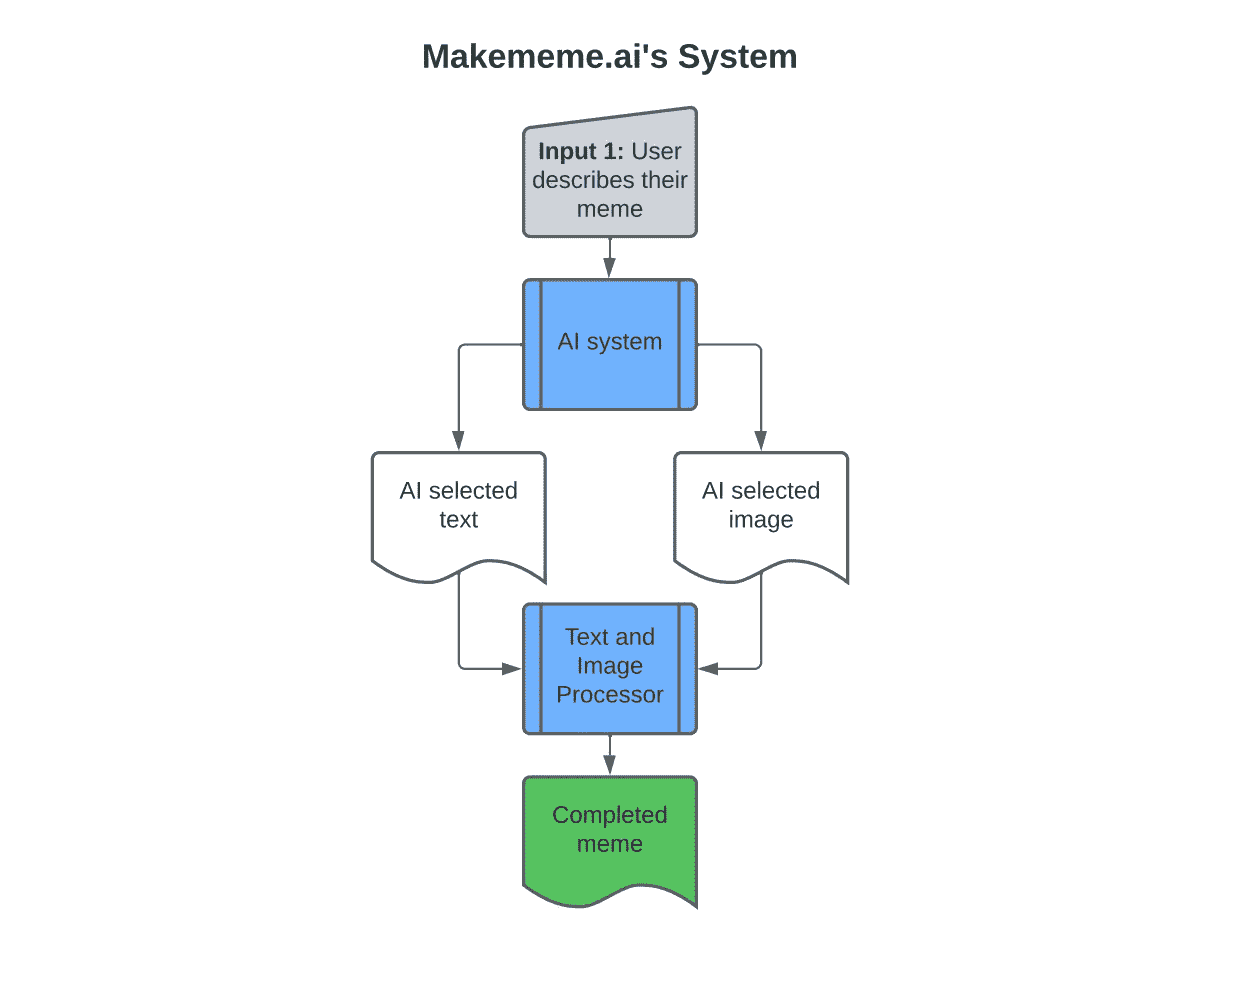 Makememe.ai's System
Input 1: User
describes their
meme
AI system
AI selected
text
AI selected
image
Text and
Image
Processor
Completed
meme